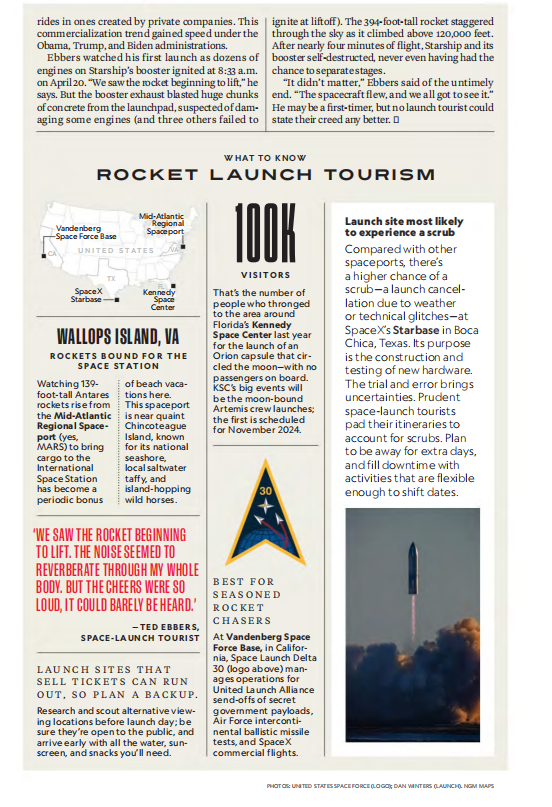 rides in ones created by private companies. This
commercialization trend gained speed under the
Obama, Trump, and Biden administrations.
Ebbers watched his first launch as dozens of
engines on Starship's booster ignited at 8:33 a.m.
on April 20. "We saw the rocket beginning to lift," he
says. But the booster exhaust blasted huge chunks
of concrete from the launchpad, suspected of dam-
aging some engines (and three others failed to
ignite at liftoff). The 394-foot-tall rocket staggered
through the sky as it climbed above 120,000 feet.
After nearly four minutes of flight, Starship and its
booster self-destructed, never even having had the
chance to separate stages.
"It didn't matter," Ebbers said of the untimely
end. "The spacecraft flew, and we all got to see it."
He may be a first-timer, but no launch tourist could
state their creed any better.
WHAT TO KNOW
ROCKET LAUNCH TOURISM
Vandenberg
Space Force Base
Mid-Atlantic
Regional
Spaceport
UNITED STATES
CA
VA
TX
FL
SpaceX
Starbase
Kennedy
Space
Center
WALLOPS ISLAND, VA
ROCKETS BOUND FOR THE
SPACE STATION
Watching 139-
foot-tall Antares
rockets rise from
the Mid-Atlantic
Regional Space-
port (yes,
MARS) to bring
cargo to the
International
Space Station
has become a
periodic bonus
of beach vaca-
tions here.
This spaceport
is near quaint
Chincoteague
Island, known
for its national
seashore,
local saltwater
taffy, and
island-hopping
wild horses.
'WE SAW THE ROCKET BEGINNING
TO LIFT. THE NOISE SEEMED TO
REVERBERATE THROUGH MY WHOLE
BODY. BUT THE CHEERS WERE SO
LOUD, IT COULD BARELY BE HEARD.'
—TED EBBERS,
SPACE-LAUNCH TOURIST
LAUNCH SITES THAT
SELL TICKETS CAN RUN
OUT, SO PLAN A BACKUP.
Research and scout alternative view-
ing locations before launch day; be
sure they're open to the public, and
arrive early with all the water, sun-
screen, and snacks you'll need.
100K
VISITORS
That's the number of
people who thronged
to the area around
Florida's Kennedy
Space Center last year
for the launch of an
Orion capsule that cir-
cled the moon—with no
passengers on board.
KSC's big events will
be the moon-bound
Artemis crew launches;
the first is scheduled
for November 2024.
30
BEST FOR
SEASONED
ROCKET
CHASERS
At Vandenberg Space
Force Base, in Califor-
nia, Space Launch Delta
30 (logo above) man-
ages operations for
United Launch Alliance
send-offs of secret
government payloads,
Air Force interconti-
nental ballistic missile
tests, and SpaceX
commercial flights.
Launch site most likely
to experience a scrub
Compared with other
spaceports, there's
a higher chance of a
scrub—a launch cancel-
lation due to weather
or technical glitches—at
SpaceX's Starbase in Boca
Chica, Texas. Its purpose
is the construction and
testing of new hardware.
The trial and error brings
uncertainties. Prudent
space-launch tourists
pad their itineraries to
account for scrubs. Plan
to be away for extra days,
and fill downtime with
activities that are flexible
enough to shift dates.
PHOTOS: UNITED STATES SPACE FORCE (LOGO); DAN WINTERS (LAUNCH). NGM MAPS